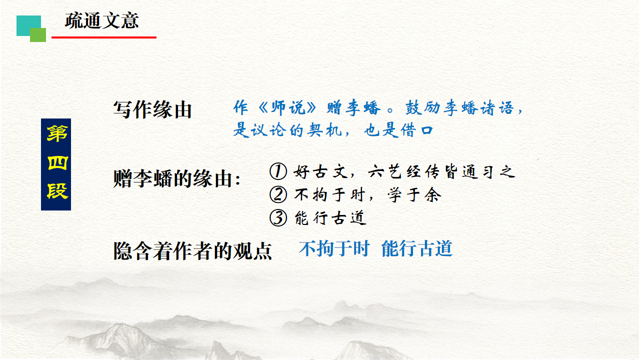 疏通文意
第四段
写作缘由
作《师说》赠李蟠。鼓励李蟠诸语，
是议论的契机，也是借口
赠李蟠的缘由：
① 好古文，六艺经传皆通习之
② 不拘于时，学于余
③ 能行古道
隐含着作者的观点
不拘于时 能行古道